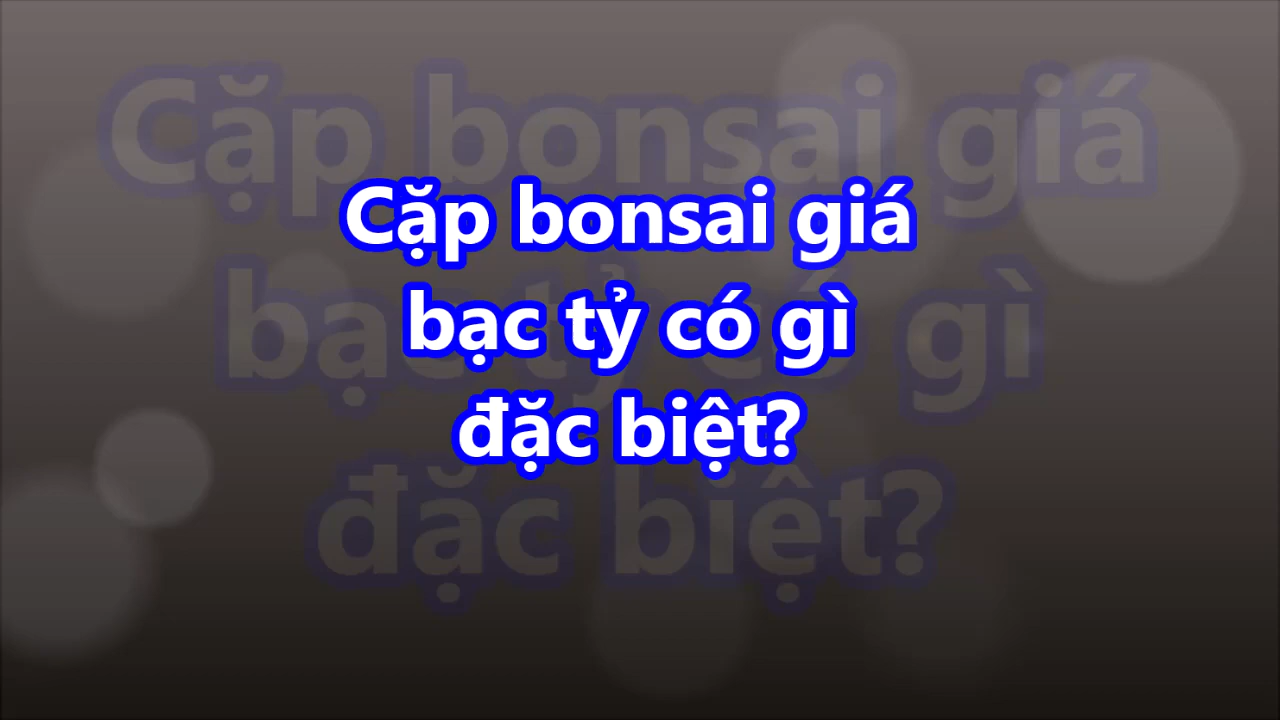 Cặp bonsai giá
bạc tỷ có gì
đặc biệt?